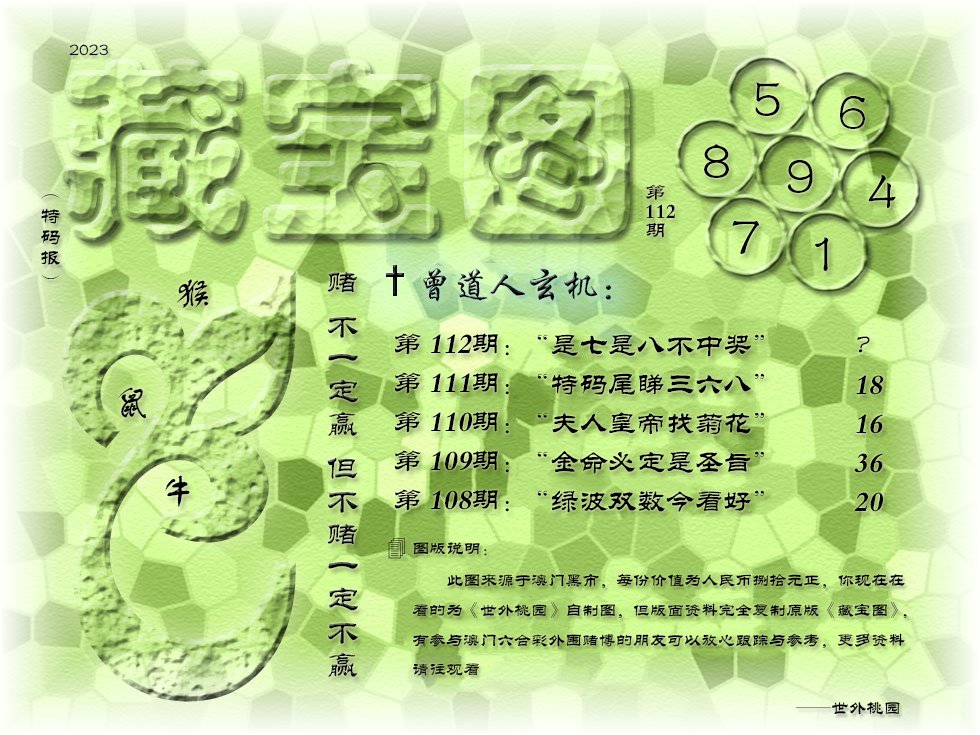 2023
藏宝图
（特码报）
第
112
期
5
6
8
9
4
7
1
猴
鼠
牛
赌不一定赢 但不赌一定不赢
曾道人玄机：
第 112期：“是七是八不中奖” ?
第 111期：“特码尾睇三六八” 18
第 110期：“夫人皇帝找菊花” 16
第 109期：“金命必定是圣旨” 36
第 108期：“绿波双数今看好” 20
图版说明：
此图来源于澳门黑市，每份价值为人民币捌拾元正，你现在在
看的为《世外桃园》自制图，但版面资料完全复制原版《藏宝图》，
有参与澳门六合彩外围赌博的朋友可以放心跟踪与参考，更多资料
请往观看
——世外桃园